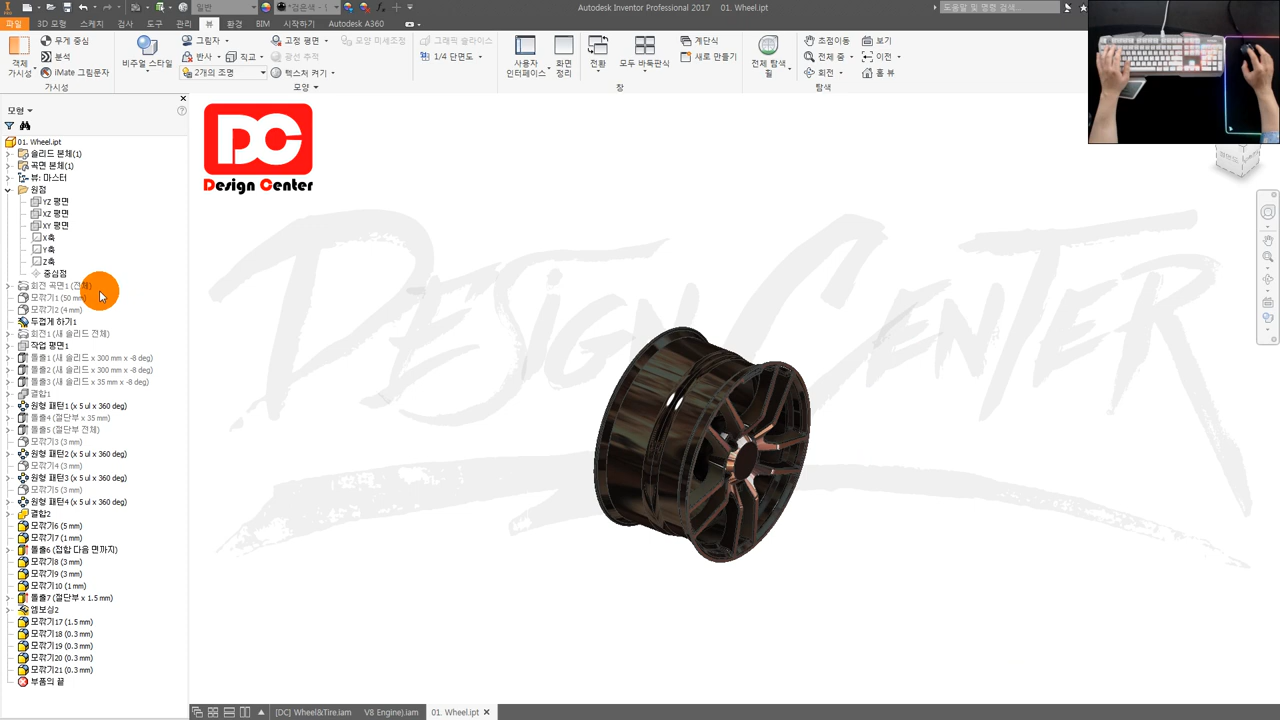 일반
*검은색 - 1
Autodesk Inventor Professional 2017 01. Wheel.ipt
도움말 및 명령 검색...
파일 3D 모형 스케치 검사 도구 관리 뷰 환경 BIM 시작하기 Autodesk A360
객체 가시성
무게 중심
분석
iMate 그림문자
가시성
비주얼 스타일
그림자
반사
직교
2개의 조명
고정 평면
광선 추적
텍스처 켜기
모양 미세조정
모양
그래픽 슬라이스
1/4 단면도
사용자 인터페이스
화면 정리
전환
모두 바둑판식
계단식
새로 만들기
창
전체 탐색 휠
초점이동
전체 줌
회전
보기
이전
홈 뷰
탐색
모형
01. Wheel.ipt
솔리드 본체(1)
곡면 본체(1)
뷰: 마스터
원점
YZ 평면
XZ 평면
XY 평면
X축
Y축
Z축
중심점
회전 곡면1 (전체)
모깎기1 (50 mm)
모깎기2 (4 mm)
두껍게 하기1
회전1 (새 솔리드 전체)
작업 평면1
돌출1 (새 솔리드 x 300 mm x -8 deg)
돌출2 (새 솔리드 x 300 mm x -8 deg)
돌출3 (새 솔리드 x 35 mm x -8 deg)
결합1
원형 패턴1 (x 5 ul x 360 deg)
돌출4 (절단부 x 35 mm)
돌출5 (절단부 전체)
모깎기3 (3 mm)
원형 패턴2 (x 5 ul x 360 deg)
모깎기4 (3 mm)
원형 패턴3 (x 5 ul x 360 deg)
모깎기5 (3 mm)
원형 패턴4 (x 5 ul x 360 deg)
결합2
모깎기6 (5 mm)
모깎기7 (1 mm)
돌출6 (접합 다음 면까지)
모깎기8 (3 mm)
모깎기9 (3 mm)
모깎기10 (1 mm)
돌출7 (절단부 x 1.5 mm)
엠보싱2
모깎기17 (1.5 mm)
모깎기18 (0.3 mm)
모깎기19 (0.3 mm)
모깎기20 (0.3 mm)
모깎기21 (0.3 mm)
부품의 끝
DC
Design Center
DESIGN CENTER
[DC] Wheel&Tire.iam V8 Engine).iam 01. Wheel.ipt